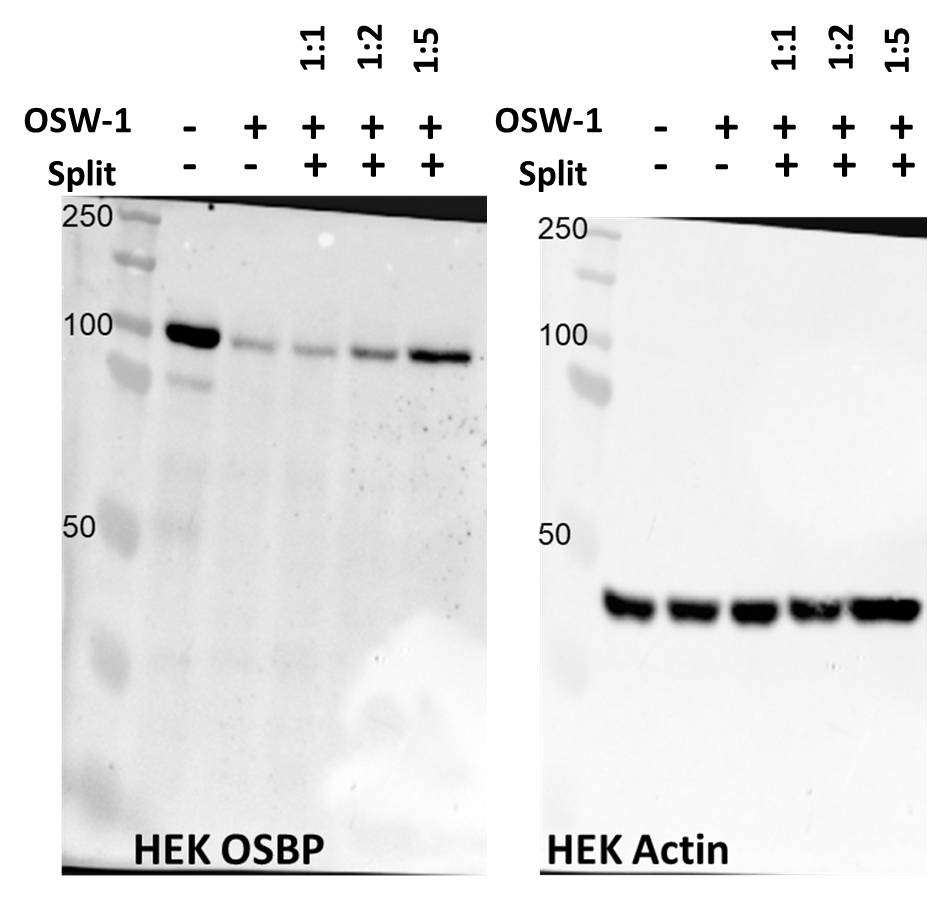 1:1 1:2 1:5
OSW-1 - + + + +
Split - - + + +
250
100
50
HEK OSBP
1:1 1:2 1:5
OSW-1 - + + + +
Split - - + + +
250
100
50
HEK Actin